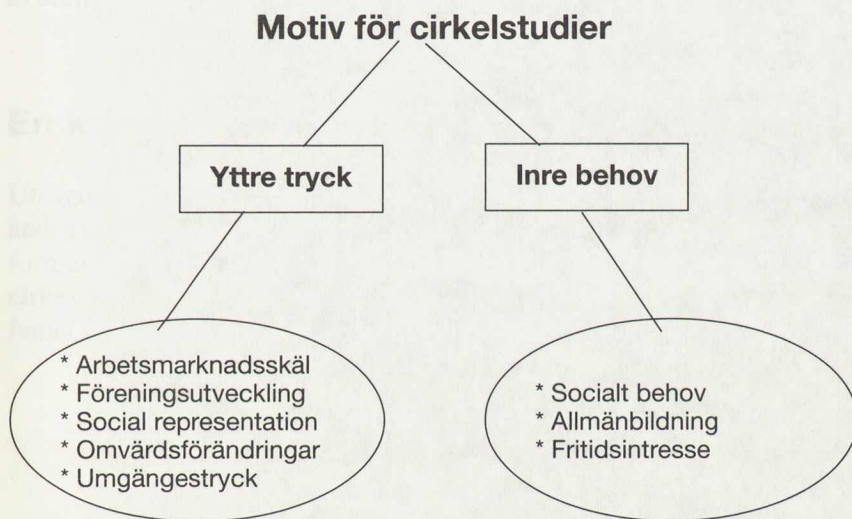 Motiv för cirkelstudier
Yttre tryck
Inre behov
* Arbetsmarknadsskäl
* Föreningsutveckling
* Social representation
* Omvärdsförändringar
* Umgängestryck
* Socialt behov
* Allmänbildning
* Fritidsintresse